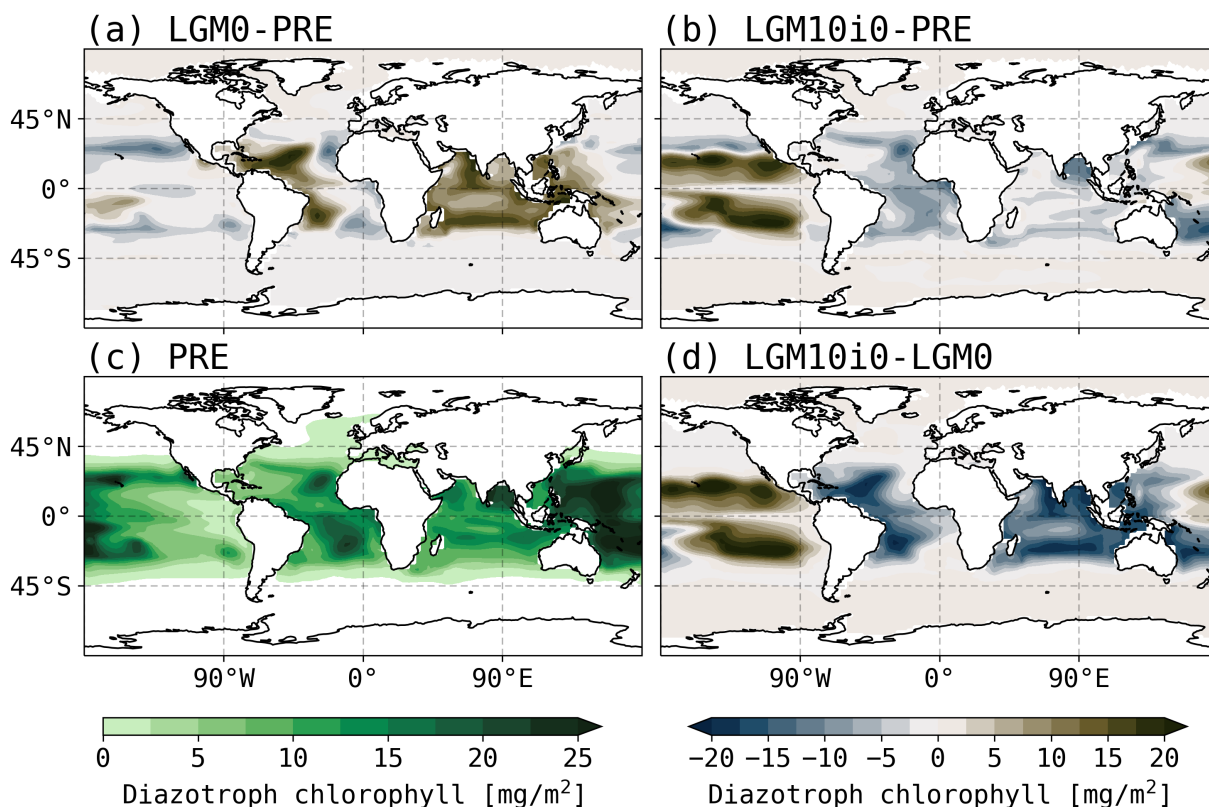 (a) LGM0-PRE
(b) LGM10i0-PRE
45°N
0°
45°S
(c) PRE
(d) LGM10i0-LGM0
45°N
0°
45°S
90°W 0° 90°E
90°W 0° 90°E
0 5 10 15 20 25
Diazotroph chlorophyll [mg/m²]
−20 −15 −10 −5 0 5 10 15 20
Diazotroph chlorophyll [mg/m²]